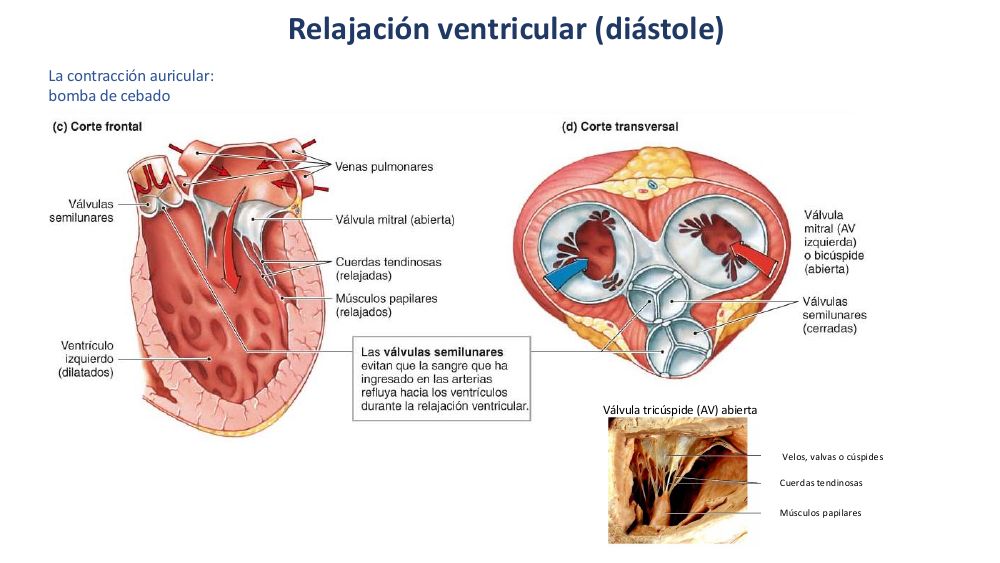 Relajación ventricular (diástole)
La contracción auricular:
bomba de cebado
(c) Corte frontal
Venas pulmonares
Válvulas
semilunares
Válvula mitral (abierta)
Cuerdas tendinosas
(relajadas)
Músculos papilares
(relajados)
Ventrículo
izquierdo
(dilatados)
Las válvulas semilunares
evitan que la sangre que ha
ingresado en las arterias
refluya hacia los ventrículos
durante la relajación ventricular.
(d) Corte transversal
Válvula
mitral (AV
izquierda)
o bicúspide
(abierta)
Válvulas
semilunares
(cerradas)
Válvula tricúspide (AV) abierta
Velos, valvas o cúspides
Cuerdas tendinosas
Músculos papilares